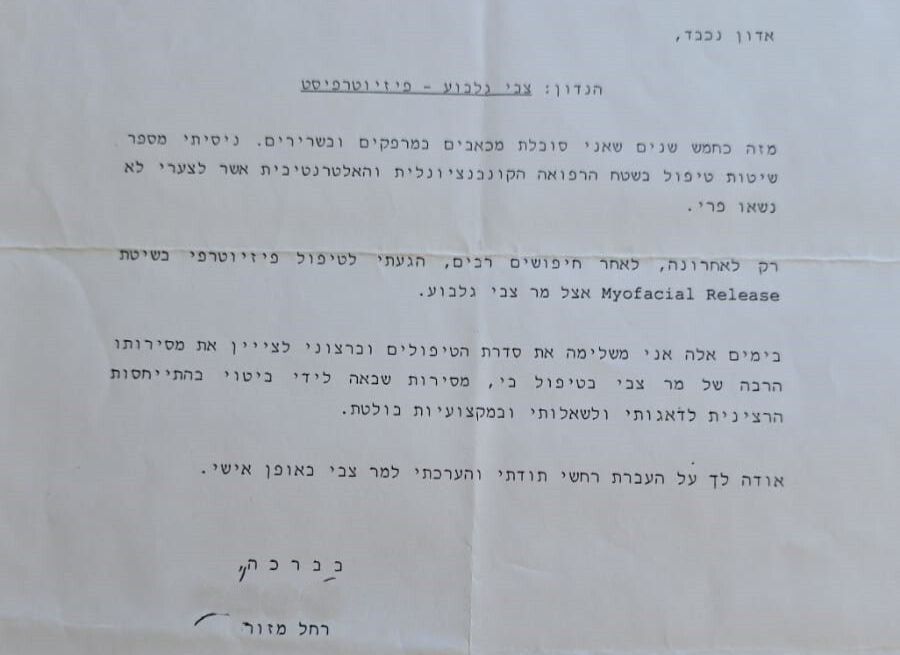 אדון נכבד,
הנדון: צבי גלבוע - פיזיוטרפיסט
מזה כחמש שנים שאני סובלת מכאבים במרפקים ובשרירים. ניסיתי מספר
שיטות טיפול בשטח הרפואה הקונבנציונלית והאלטרנטיבית אשר לצערי לא
נשאו פרי.
רק לאחרונה, לאחר חיפושים רבים, הגעתי לטיפול פיזיוטרפי בשיטת
Myofacial Release אצל מר צבי גלבוע.
בימים אלה אני משלימה את סדרת הטיפולים וברצוני לצייין את מסירותו
הרבה של מר צבי בטיפול בי, מסירות שבאה לידי ביטוי בהתייחסות
הרצינית לדאגותי ולשאלותי ובמקצועיות בולטת.
אודה לך על העברת רחשי תודתי והערכתי למר צבי באופן אישי.
ב ב ר כ ה,
רחל מזור